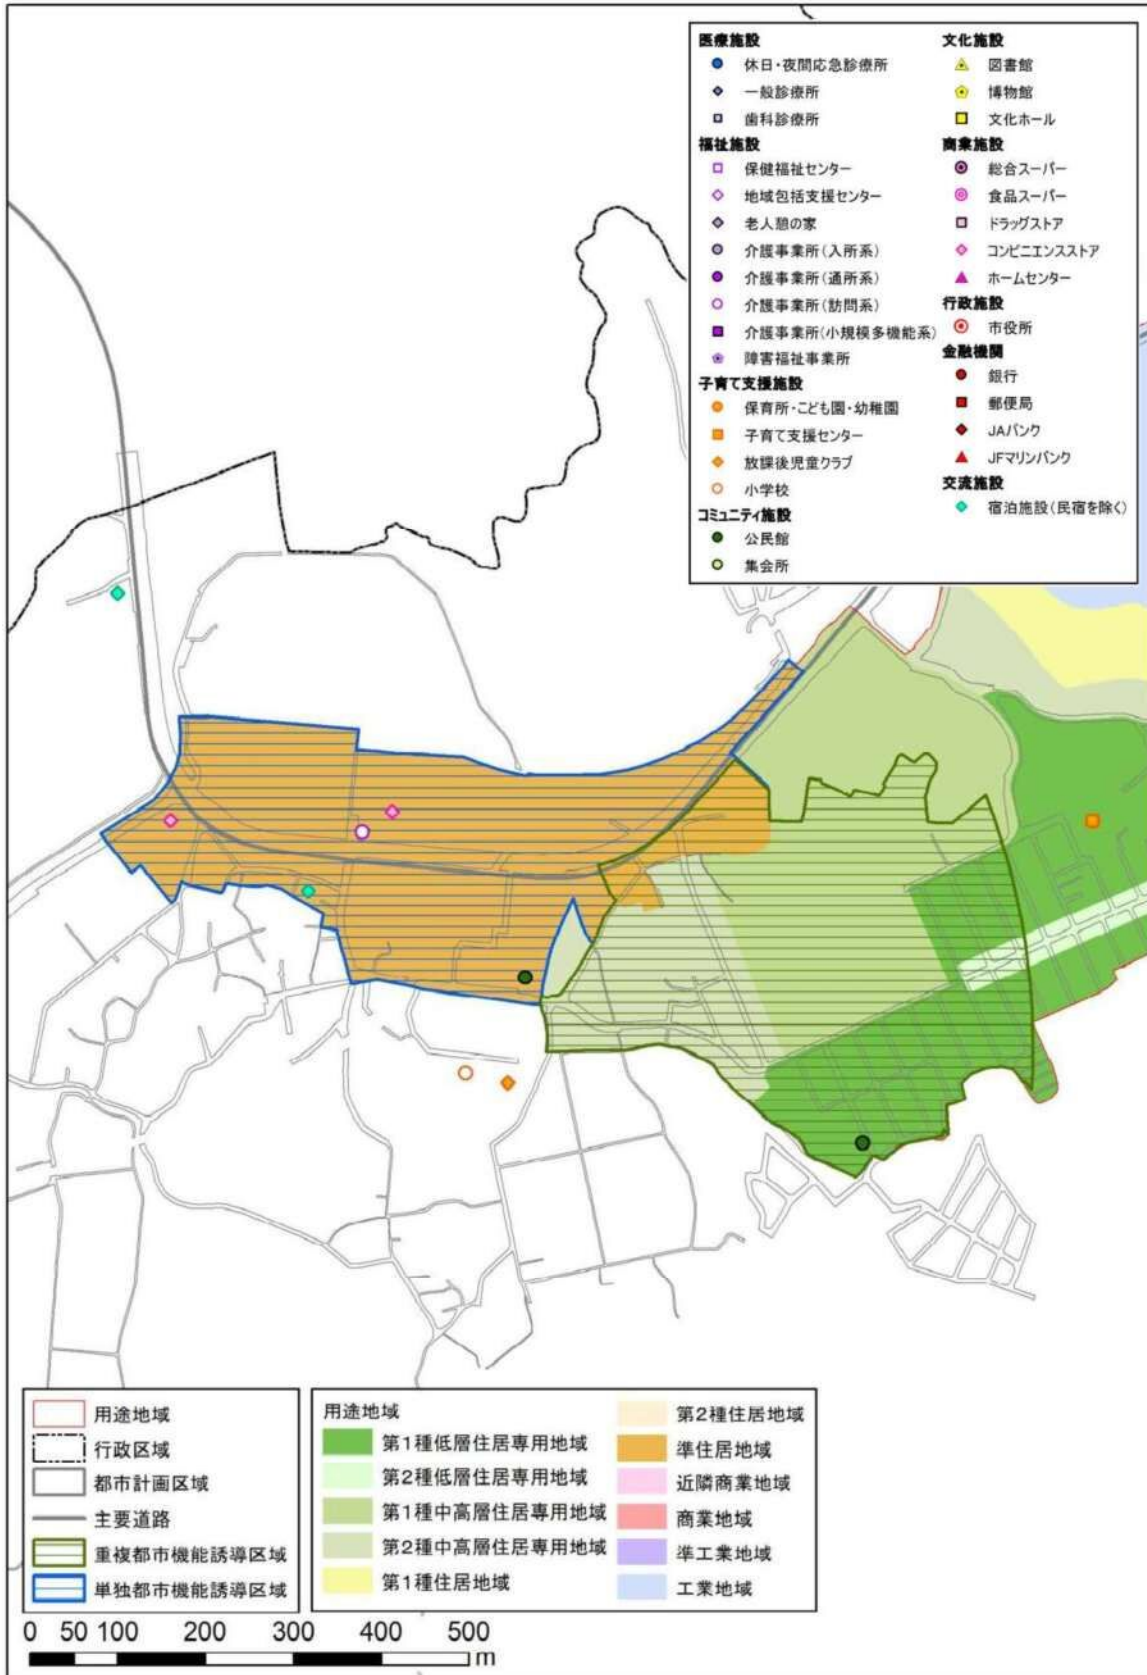 医療施設
休日・夜間応急診療所
一般診療所
歯科診療所
福祉施設
保健福祉センター
地域包括支援センター
老人憩の家
介護事業所(入所系)
介護事業所(通所系)
介護事業所(訪問系)
介護事業所(小規模多機能系)
障害福祉事業所
子育て支援施設
保育所・こども園・幼稚園
子育て支援センター
放課後児童クラブ
小学校
コミュニティ施設
公民館
集会所
文化施設
図書館
博物館
文化ホール
商業施設
総合スーパー
食品スーパー
ドラッグストア
コンビニエンスストア
ホームセンター
行政施設
市役所
金融機関
銀行
郵便局
JAバンク
JFマリンバンク
交流施設
宿泊施設(民宿を除く)
用途地域
行政区域
都市計画区域
主要道路
重複都市機能誘導区域
単独都市機能誘導区域
用途地域
第1種低層住居専用地域
第2種低層住居専用地域
第1種中高層住居専用地域
第2種中高層住居専用地域
第1種住居地域
第2種住居地域
準住居地域
近隣商業地域
商業地域
準工業地域
工業地域
0 50 100 200 300 400 500
m